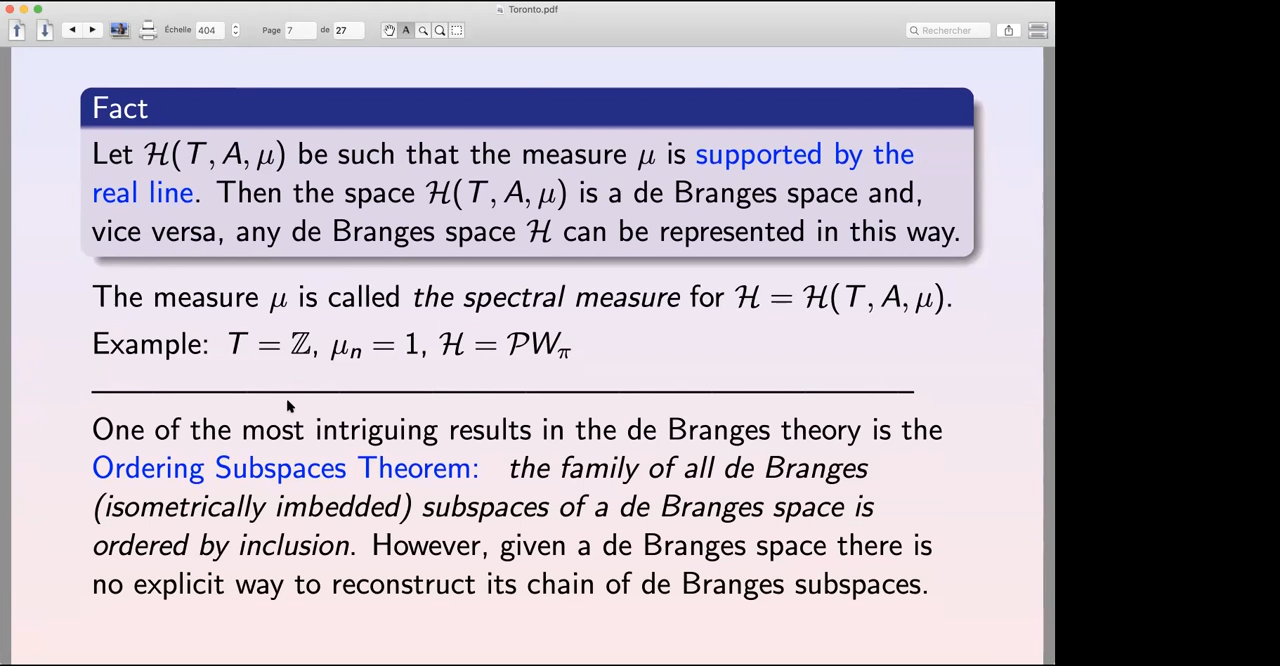 Toronto.pdf
Échelle 404 Page 7 de 27 A Rechercher
Fact
Let ℋ(T, A, μ) be such that the measure μ is supported by the
real line. Then the space ℋ(T, A, μ) is a de Branges space and,
vice versa, any de Branges space ℋ can be represented in this way.
The measure μ is called the spectral measure for ℋ = ℋ(T, A, μ).
Example: T = ℤ, μₙ = 1, ℋ = 𝒫W_π
One of the most intriguing results in the de Branges theory is the
Ordering Subspaces Theorem: the family of all de Branges
(isometrically imbedded) subspaces of a de Branges space is
ordered by inclusion. However, given a de Branges space there is
no explicit way to reconstruct its chain of de Branges subspaces.